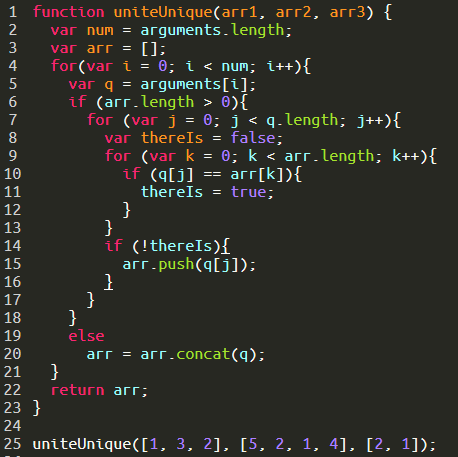 1 function uniteUnique(arr1, arr2, arr3) {
2   var num = arguments.length;
3   var arr = [];
4   for(var i = 0; i < num; i++){
5     var q = arguments[i];
6     if (arr.length > 0){
7       for (var j = 0; j < q.length; j++){
8         var thereIs = false;
9         for (var k = 0; k < arr.length; k++){
10           if (q[j] == arr[k]){
11             thereIs = true;
12           }
13         }
14         if (!thereIs){
15           arr.push(q[j]);
16         }
17       }
18     }
19     else
20       arr = arr.concat(q);
21   }
22   return arr;
23 }
24
25 uniteUnique([1, 3, 2], [5, 2, 1, 4], [2, 1]);